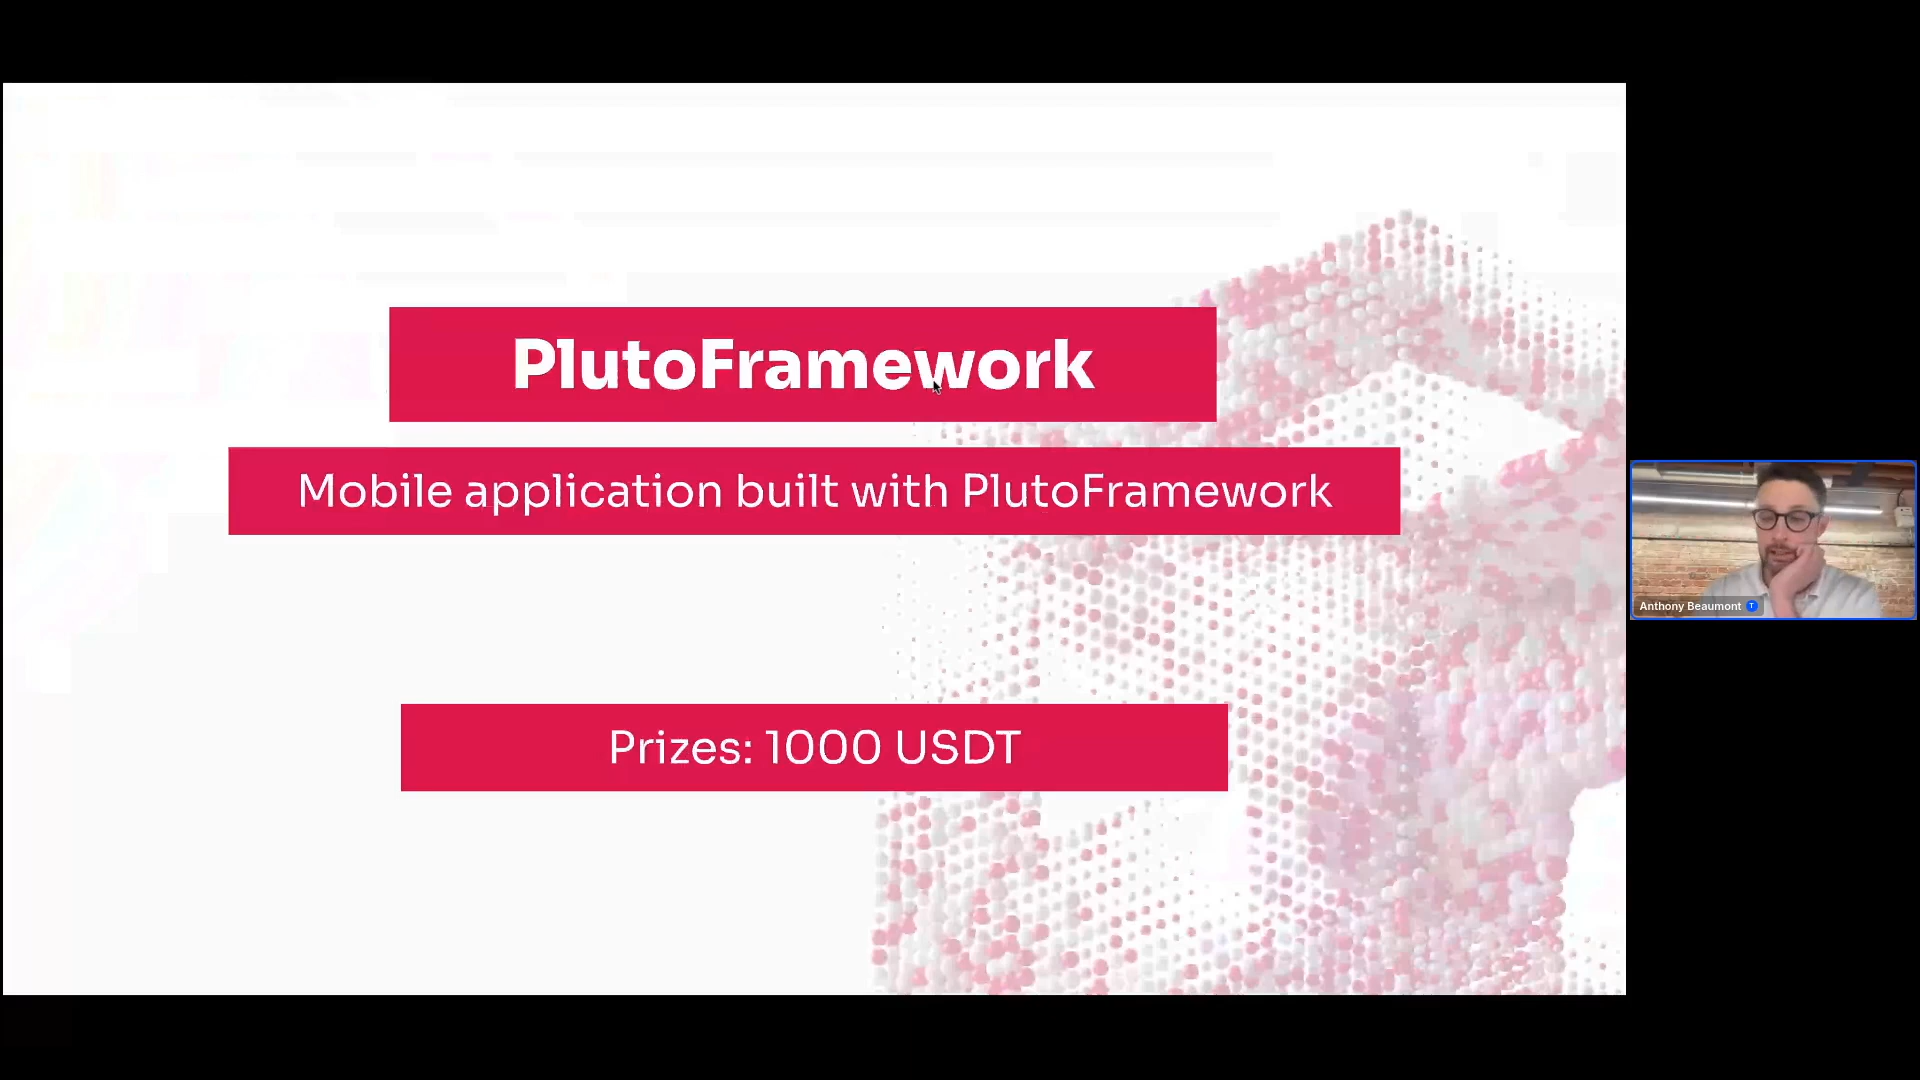 PlutoFramework
Mobile application built with PlutoFramework
Prizes: 1000 USDT
Anthony Beaumont T